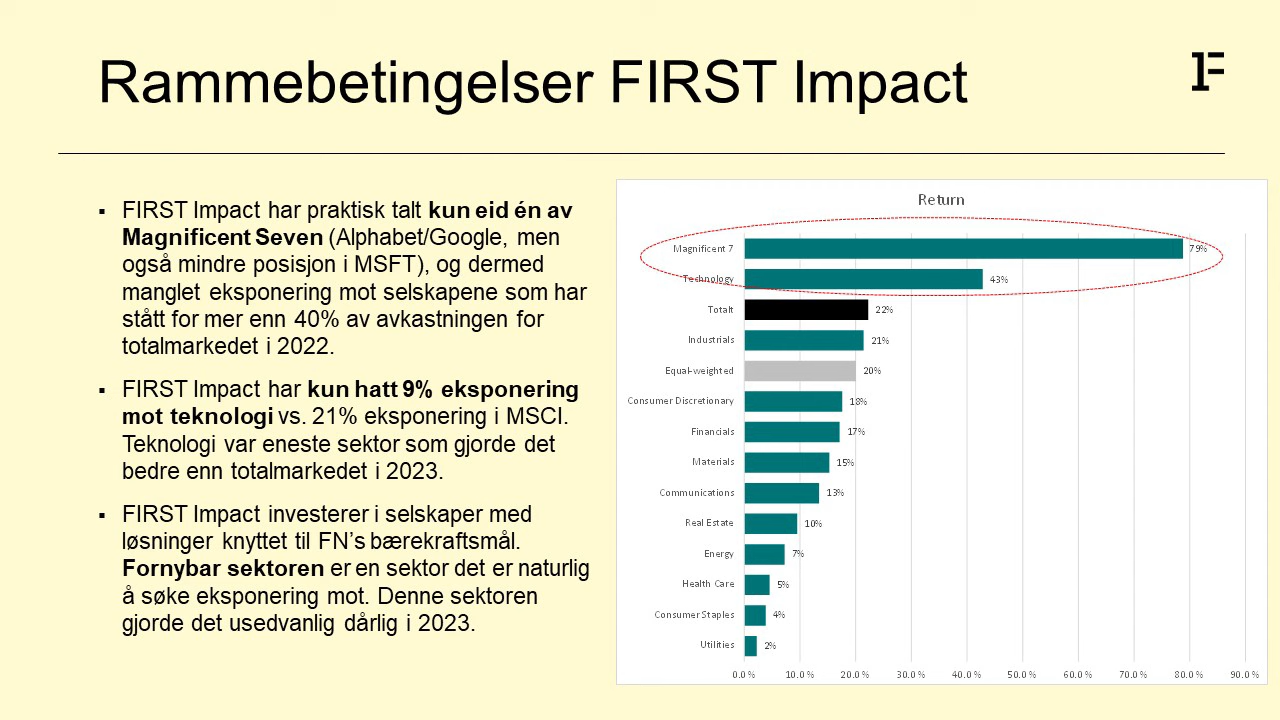 Rammebetingelser FIRST Impact
1F
▪ FIRST Impact har praktisk talt kun eid én av
Magnificent Seven (Alphabet/Google, men
også mindre posisjon i MSFT), og dermed
manglet eksponering mot selskapene som har
stått for mer enn 40% av avkastningen for
totalmarkedet i 2022.
▪ FIRST Impact har kun hatt 9% eksponering
mot teknologi vs. 21% eksponering i MSCI.
Teknologi var eneste sektor som gjorde det
bedre enn totalmarkedet i 2023.
▪ FIRST Impact investerer i selskaper med
løsninger knyttet til FN's bærekraftsmål.
Fornybar sektoren er en sektor det er naturlig
å søke eksponering mot. Denne sektoren
gjorde det usedvanlig dårlig i 2023.
Return
Magnificent 7 79%
Technology 43%
Totalt 22%
Industrials 21%
Equal-weighted 20%
Consumer Discretionary 18%
Financials 17%
Materials 15%
Communications 13%
Real Estate 10%
Energy 7%
Health Care 5%
Consumer Staples 4%
Utilities 2%
0.0% 10.0% 20.0% 30.0% 40.0% 50.0% 60.0% 70.0% 80.0% 90.0%